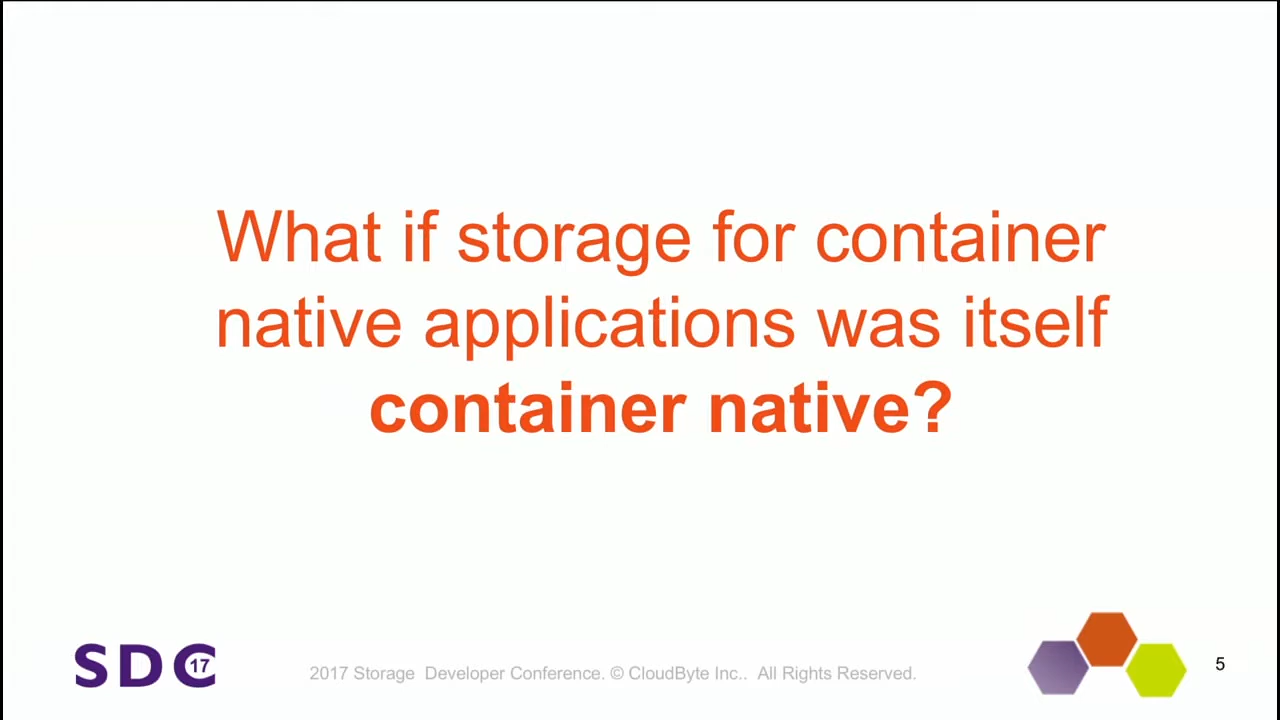 What if storage for container
native applications was itself
container native?
SDC 17
2017 Storage Developer Conference. © CloudByte Inc.. All Rights Reserved.
5